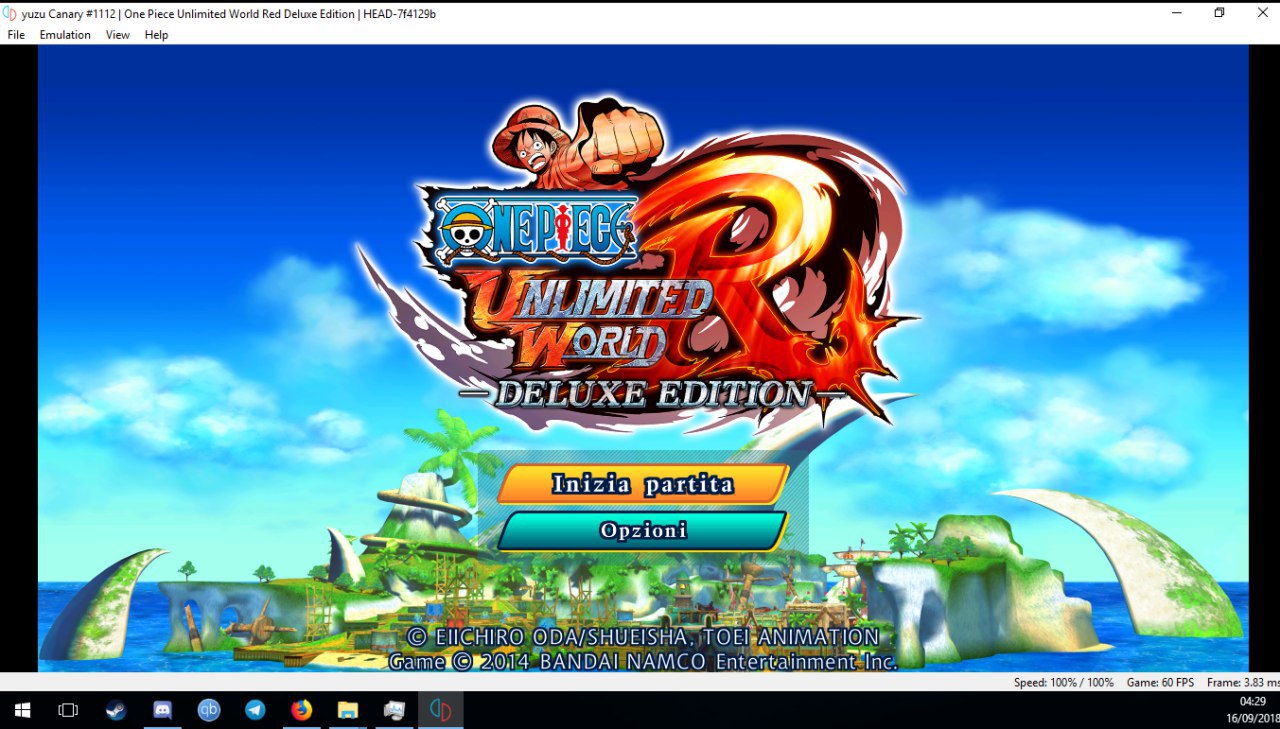 yuzu Canary #1112 | One Piece Unlimited World Red Deluxe Edition | HEAD-7f4129b
File Emulation View Help
ONE PIECE
UNLIMITED
WORLD
R
—DELUXE EDITION—
Inizia partita
Opzioni
© EIICHIRO ODA/SHUEISHA, TOEI ANIMATION
Game © 2014 BANDAI NAMCO Entertainment Inc.
Speed: 100% / 100% Game: 60 FPS Frame: 3.83 ms
qb
04:29
16/09/2018